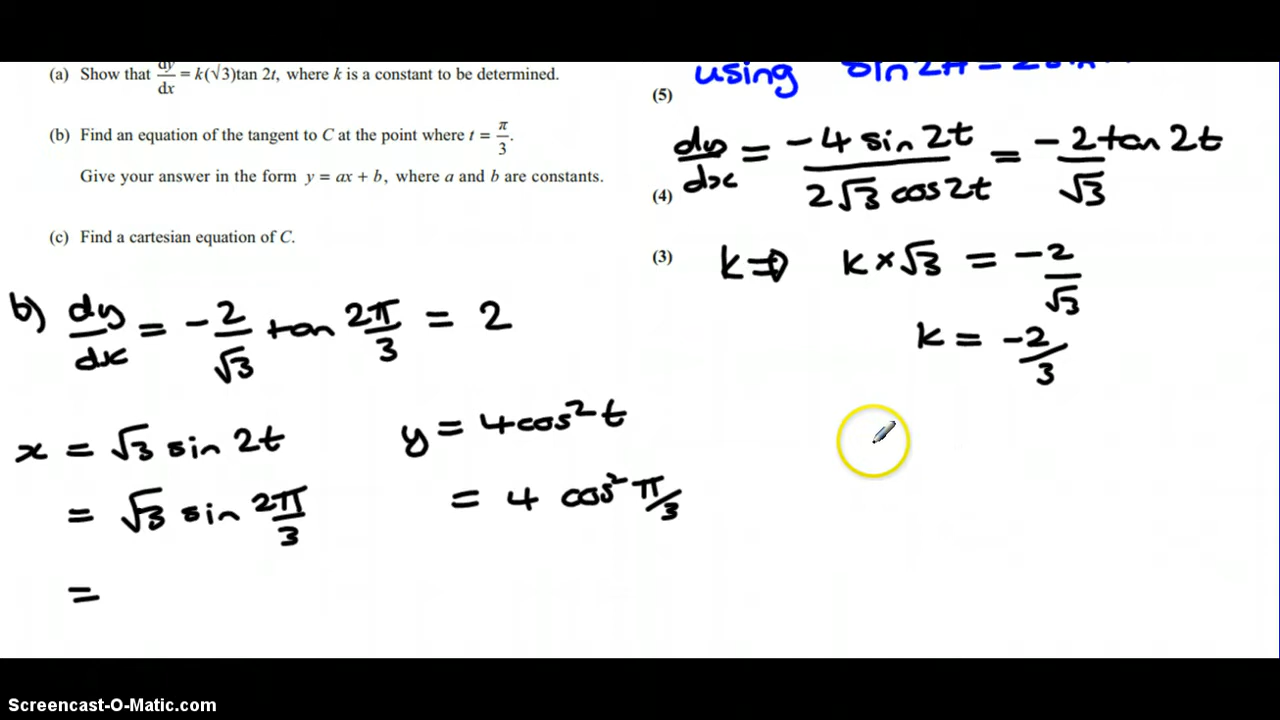 (a) Show that dy/dx = k(√3)tan 2t, where k is a constant to be determined.
(5)
(b) Find an equation of the tangent to C at the point where t = π/3.
Give your answer in the form y = ax + b, where a and b are constants.
(4)
(c) Find a cartesian equation of C.
(3)
using sin 2A = 2 sin
dy/dx = -4 sin 2t / 2√3 cos 2t = -2/√3 tan 2t
k ⇒ k × √3 = -2/√3
k = -2/3
b) dy/dx = -2/√3 tan 2π/3 = 2
x = √3 sin 2t
= √3 sin 2π/3
=
y = 4cos² t
= 4 cos² π/3
Screencast-O-Matic.com